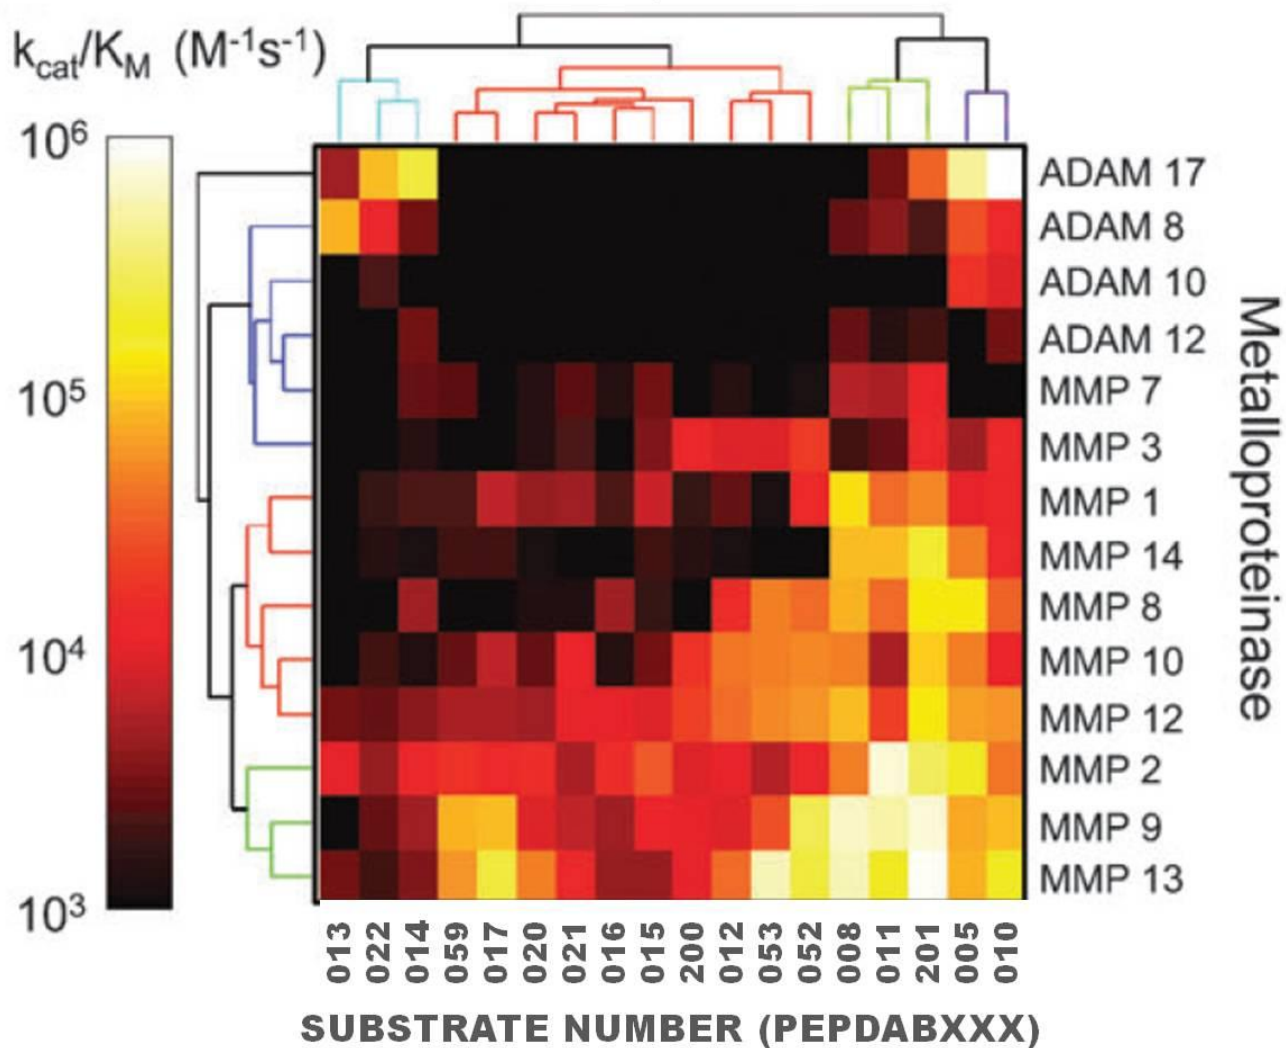 kcat/KM (M-1s-1)
106
105
104
103
ADAM 17
ADAM 8
ADAM 10
ADAM 12
MMP 7
MMP 3
MMP 1
MMP 14
MMP 8
MMP 10
MMP 12
MMP 2
MMP 9
MMP 13
Metalloproteinase
013 022 014 059 017 020 021 016 015 200 012 053 052 008 011 201 005 010
SUBSTRATE NUMBER (PEPDABXXX)